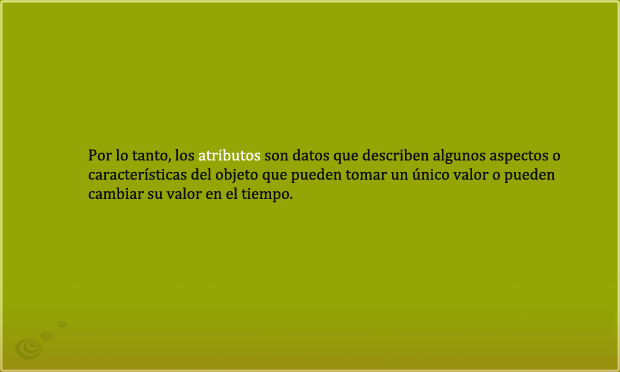 Por lo tanto, los atributos son datos que describen algunos aspectos o
características del objeto que pueden tomar un único valor o pueden
cambiar su valor en el tiempo.